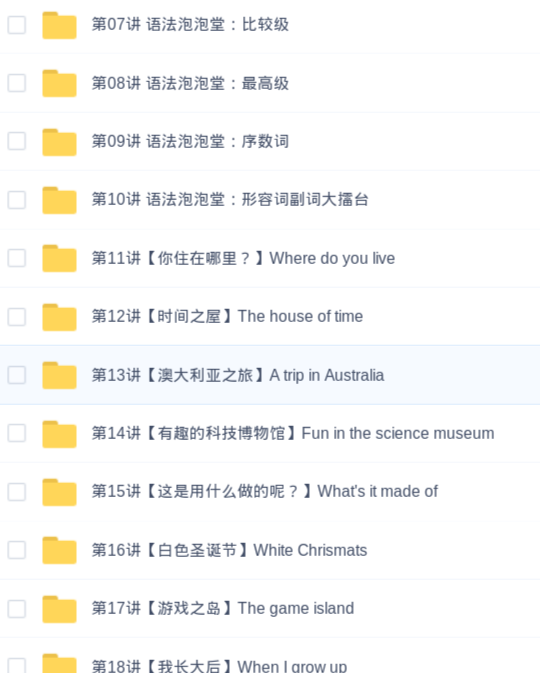 第07讲 语法泡泡堂：比较级
第08讲 语法泡泡堂：最高级
第09讲 语法泡泡堂：序数词
第10讲 语法泡泡堂：形容词副词大擂台
第11讲【你住在哪里？】Where do you live
第12讲【时间之屋】The house of time
第13讲【澳大利亚之旅】A trip in Australia
第14讲【有趣的科技博物馆】Fun in the science museum
第15讲【这是用什么做的呢？】What's it made of
第16讲【白色圣诞节】White Chrismats
第17讲【游戏之岛】The game island
第18讲【我长大后】When I grow up